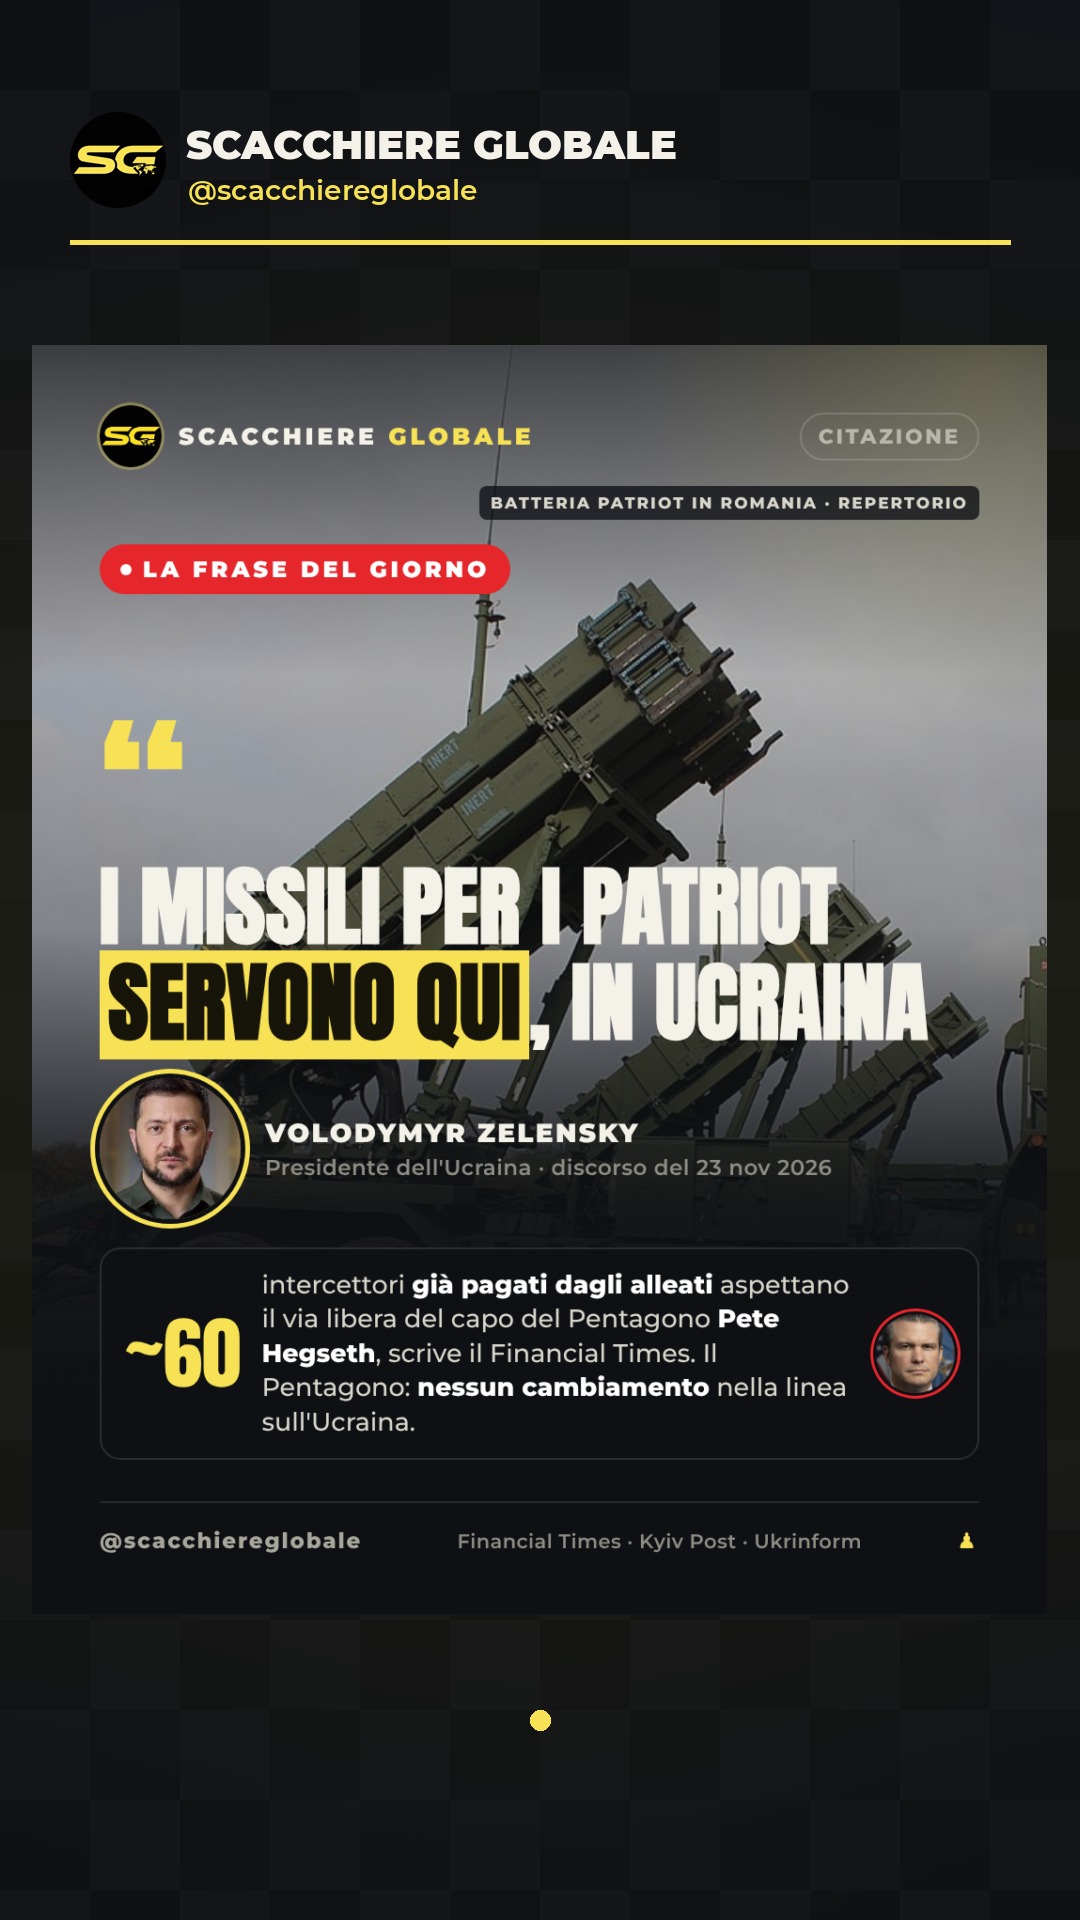 SG
SCACCHIERE GLOBALE
@scacchiereglobale
SG
SCACCHIERE GLOBALE
CITAZIONE
BATTERIA PATRIOT IN ROMANIA · REPERTORIO
LA FRASE DEL GIORNO
INERT
INERT
“
I MISSILI PER I PATRIOT
SERVONO QUI, IN UCRAINA
VOLODYMYR ZELENSKY
Presidente dell'Ucraina · discorso del 23 nov 2026
~60
intercettori già pagati dagli alleati aspettano
il via libera del capo del Pentagono Pete
Hegseth, scrive il Financial Times. Il
Pentagono: nessun cambiamento nella linea
sull'Ucraina.
@scacchiereglobale
Financial Times · Kyiv Post · Ukrinform